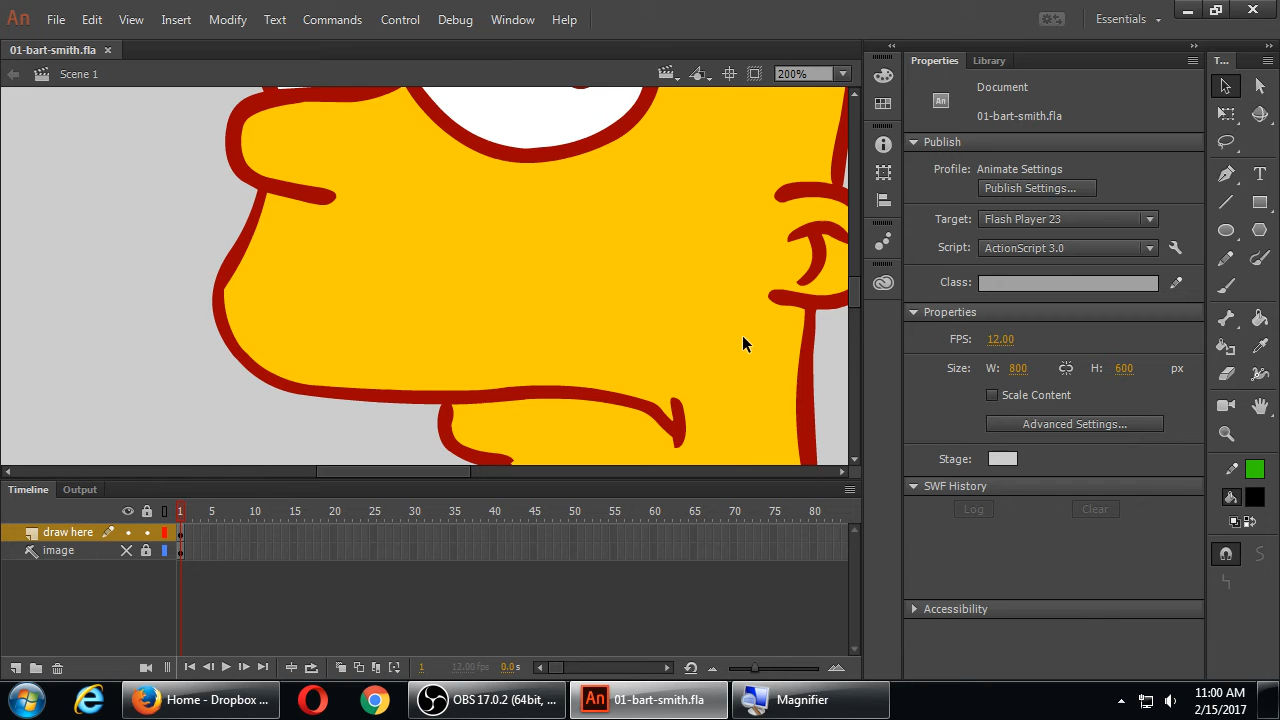 An File Edit View Insert Modify Text Commands Control Debug Window Help Essentials
01-bart-smith.fla ×
Scene 1 200%
Properties Library
An Document
01-bart-smith.fla
Publish
Profile: Animate Settings
Publish Settings...
Target: Flash Player 23
Script: ActionScript 3.0
Class:
Properties
FPS: 12.00
Size: W: 800 H: 600 px
Scale Content
Advanced Settings...
Stage:
SWF History
Log Clear
Accessibility
T...
T
Timeline Output
1 5 10 15 20 25 30 35 40 45 50 55 60 65 70 75 80
draw here
image
1 12.00 fps 0.0 s
Home - Dropbox ...
OBS 17.0.2 (64bit, ...
An 01-bart-smith.fla
Magnifier
11:00 AM
2/15/2017